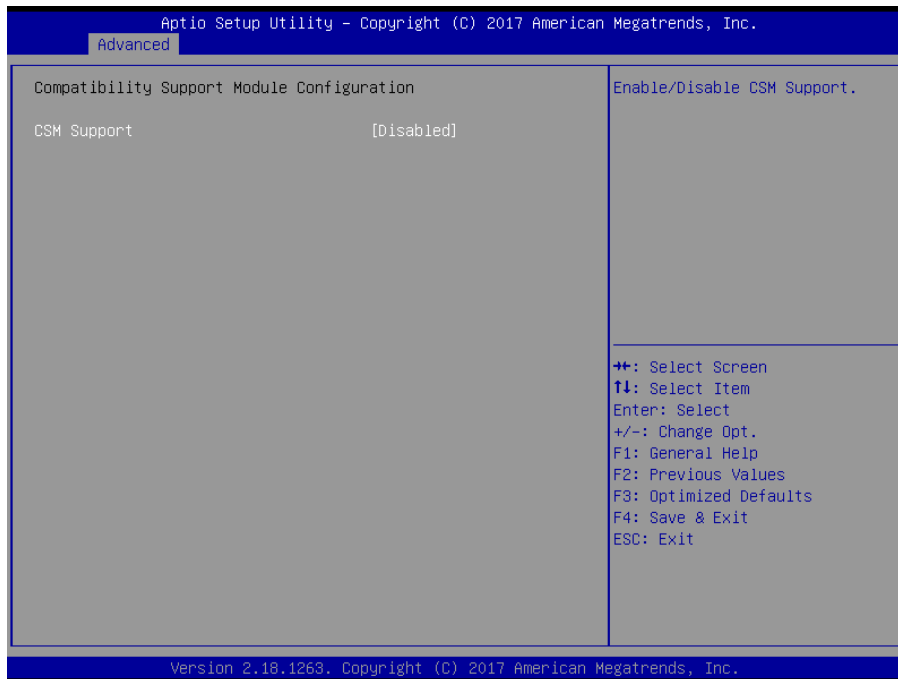 Aptio Setup Utility – Copyright (C) 2017 American Megatrends, Inc.
Advanced
Compatibility Support Module Configuration
CSM Support [Disabled]
Enable/Disable CSM Support.
→←: Select Screen
↑↓: Select Item
Enter: Select
+/-: Change Opt.
F1: General Help
F2: Previous Values
F3: Optimized Defaults
F4: Save & Exit
ESC: Exit
Version 2.18.1263. Copyright (C) 2017 American Megatrends, Inc.